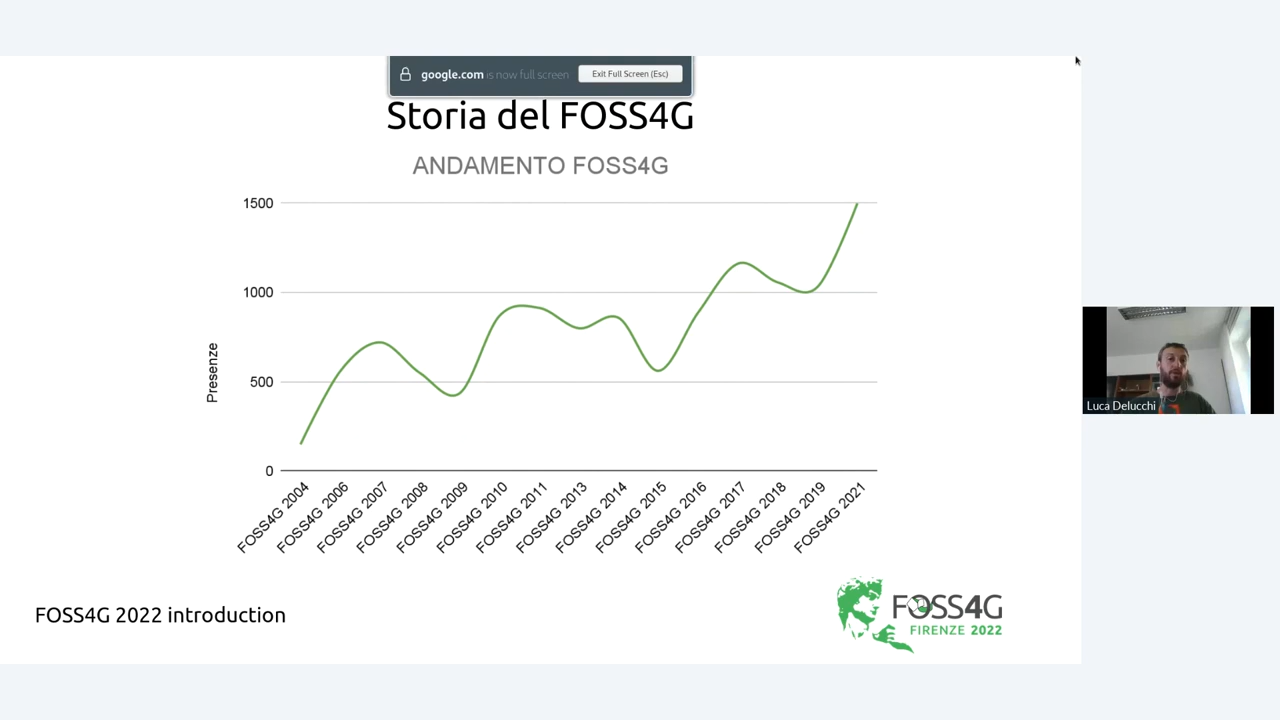 google.com is now full screen
Exit Full Screen (Esc)
Storia del FOSS4G
ANDAMENTO FOSS4G
1500
1000
500
0
Presenze
FOSS4G 2004
FOSS4G 2006
FOSS4G 2007
FOSS4G 2008
FOSS4G 2009
FOSS4G 2010
FOSS4G 2011
FOSS4G 2013
FOSS4G 2014
FOSS4G 2015
FOSS4G 2016
FOSS4G 2017
FOSS4G 2018
FOSS4G 2019
FOSS4G 2021
Luca Delucchi
FOSS4G 2022 introduction
FOSS4G
FIRENZE 2022